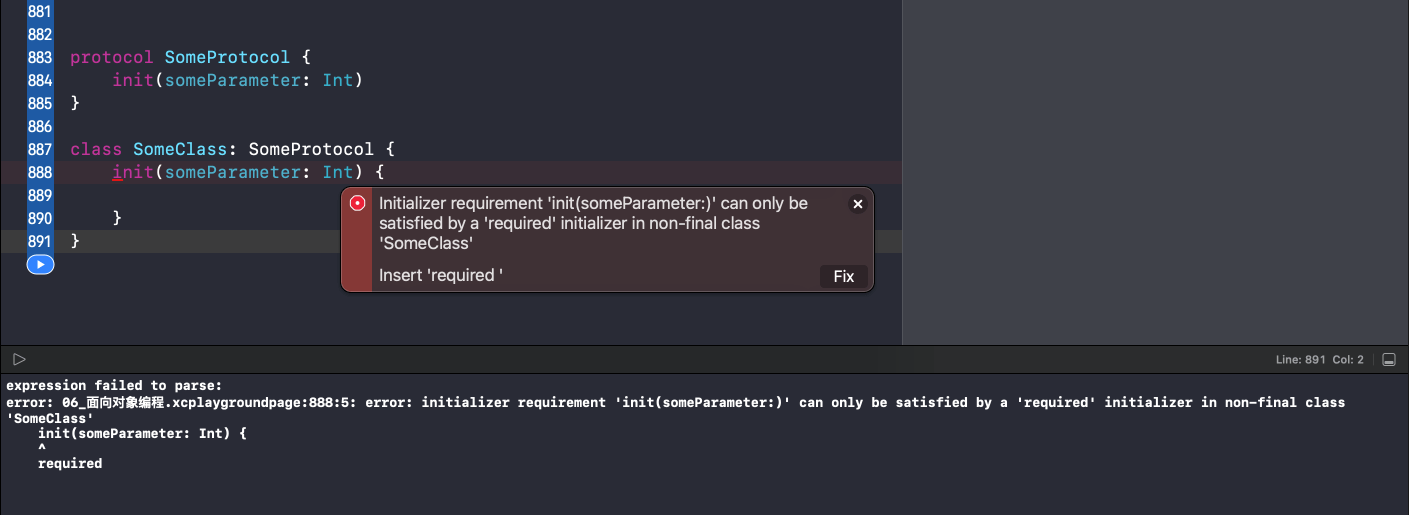 881
882
883 protocol SomeProtocol {
884     init(someParameter: Int)
885 }
886
887 class SomeClass: SomeProtocol {
888     init(someParameter: Int) {
889
890     }
891 }
Initializer requirement 'init(someParameter:)' can only be
satisfied by a 'required' initializer in non-final class
'SomeClass'
Insert 'required '
Fix
Line: 891 Col: 2
expression failed to parse:
error: 06_面向对象编程.xcplaygroundpage:888:5: error: initializer requirement 'init(someParameter:)' can only be satisfied by a 'required' initializer in non-final class
'SomeClass'
    init(someParameter: Int) {
    ^
    required